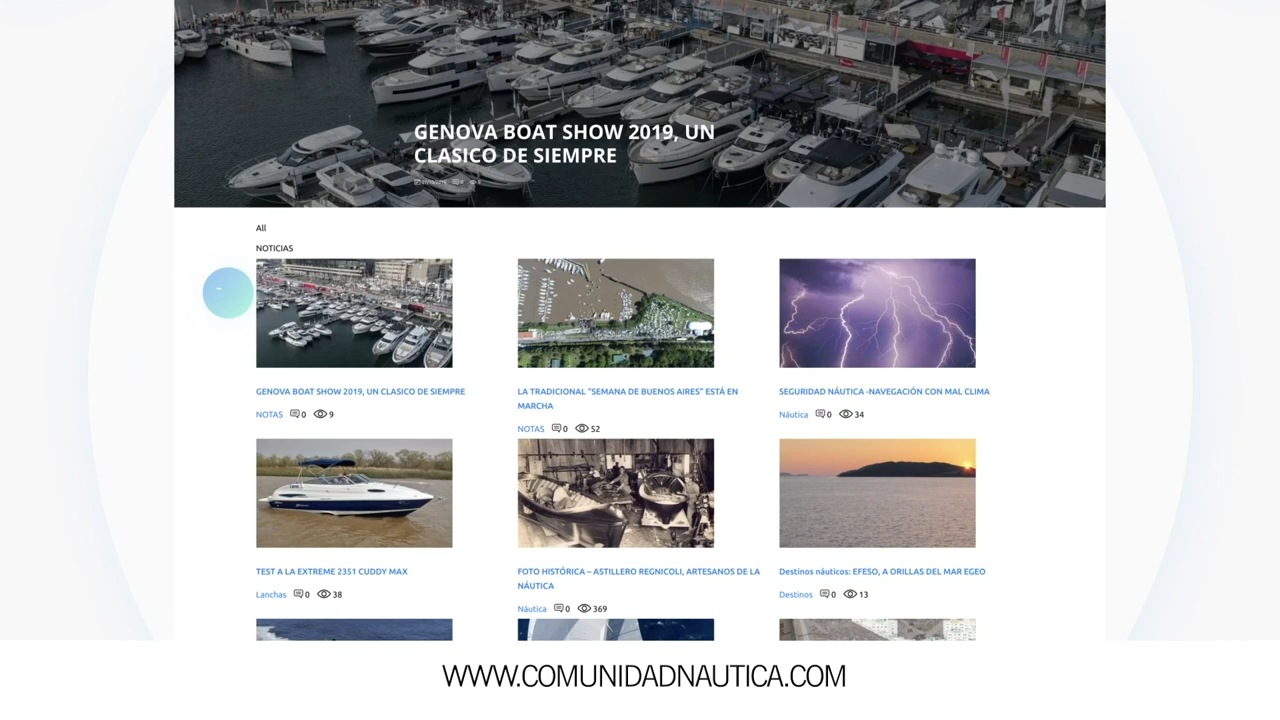 GENOVA BOAT SHOW 2019, UN
CLASICO DE SIEMPRE
All
NOTICIAS
GENOVA BOAT SHOW 2019, UN CLASICO DE SIEMPRE
NOTAS 0 9
LA TRADICIONAL "SEMANA DE BUENOS AIRES" ESTÁ EN
MARCHA
NOTAS 0 52
SEGURIDAD NÁUTICA -NAVEGACIÓN CON MAL CLIMA
Náutica 0 34
TEST A LA EXTREME 2351 CUDDY MAX
Lanchas 0 38
FOTO HISTÓRICA – ASTILLERO REGNICOLI, ARTESANOS DE LA
NÁUTICA
Náutica 0 369
Destinos náuticos: EFESO, A ORILLAS DEL MAR EGEO
Destinos 0 13
WWW.COMUNIDADNAUTICA.COM